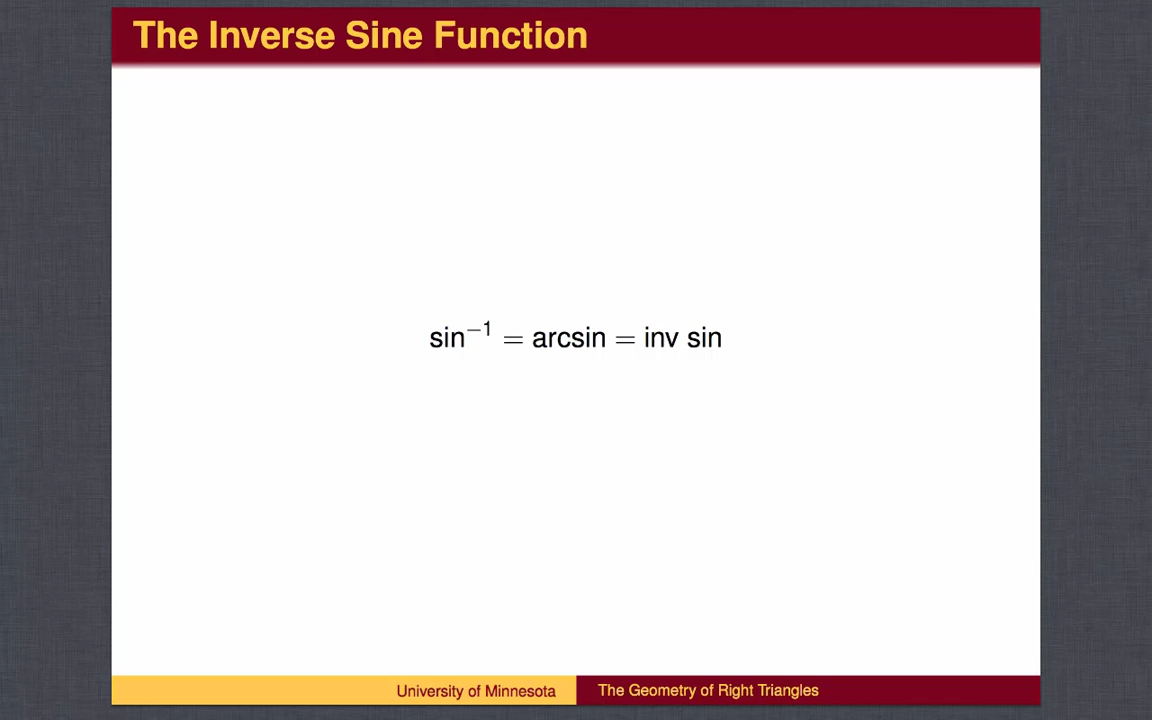 The Inverse Sine Function
sin⁻¹ = arcsin = inv sin
University of Minnesota
The Geometry of Right Triangles